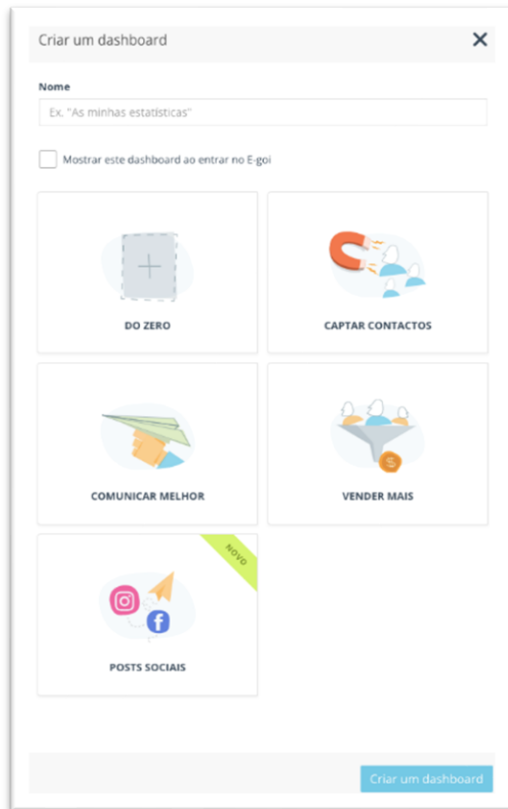 Criar um dashboard
Nome
Ex. "As minhas estatísticas"
Mostrar este dashboard ao entrar no E-goi
DO ZERO
CAPTAR CONTACTOS
COMUNICAR MELHOR
VENDER MAIS
NOVO
POSTS SOCIAIS
Criar um dashboard